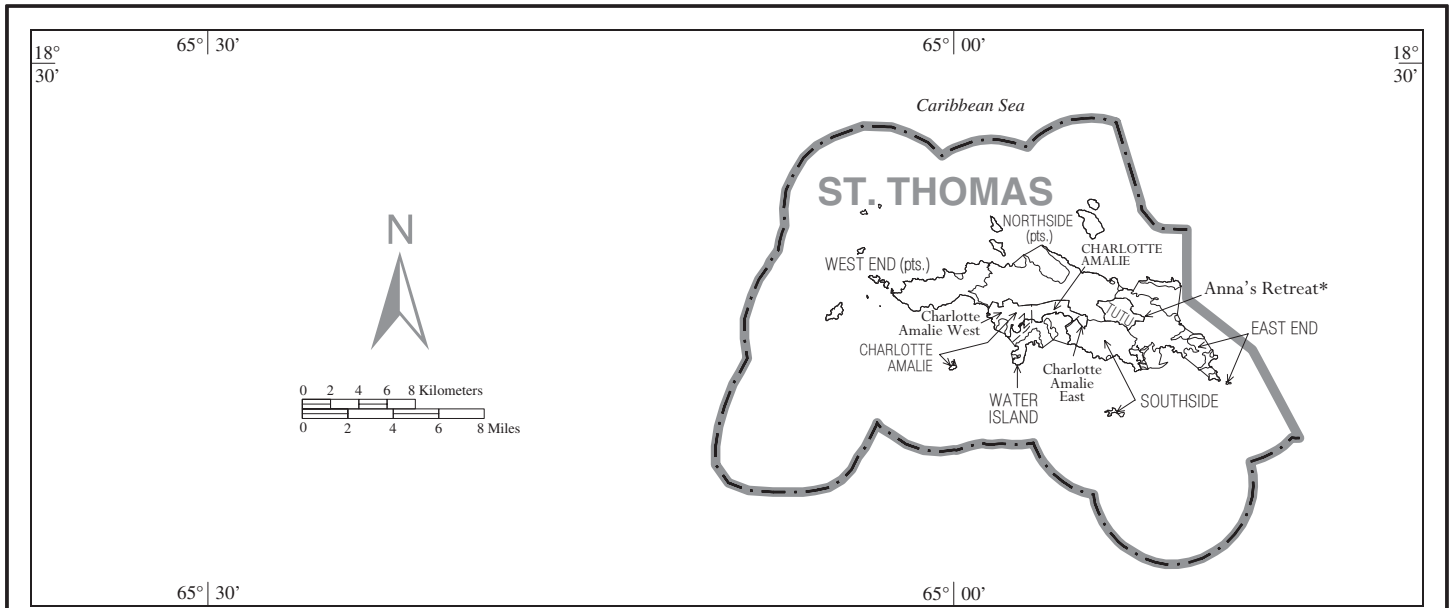 65° 30’
65° 00’
18°
30’
18°
30’
Caribbean Sea
ST. THOMAS
N
NORTHSIDE
(pts.)
CHARLOTTE
AMALIE
WEST END (pts.)
Anna’s Retreat*
TUTU
Charlotte
Amalie West
EAST END
CHARLOTTE
AMALIE
Charlotte
Amalie
East
WATER
ISLAND
SOUTHSIDE
0 2 4 6 8 Kilometers
0 2 4 6 8 Miles
65° 30’
65° 00’